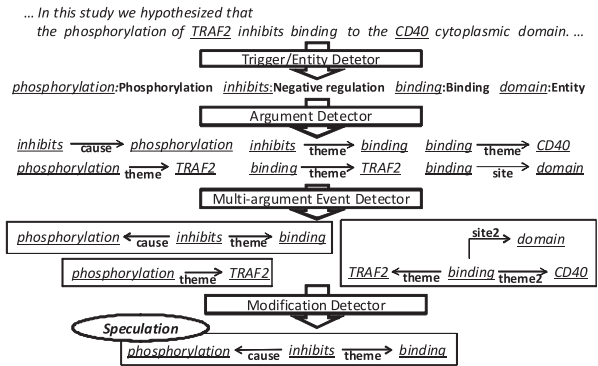 ... In this study we hypothesized that
the phosphorylation of TRAF2 inhibits binding to the CD40 cytoplasmic domain. ...
Trigger/Entity Detetor
phosphorylation:Phosphorylation inhibits:Negative regulation binding:Binding domain:Entity
Argument Detector
inhibits cause phosphorylation inhibits theme binding binding theme CD40
phosphorylation theme TRAF2 binding theme TRAF2 binding site domain
Multi-argument Event Detector
phosphorylation cause inhibits theme binding
site2 domain
phosphorylation theme TRAF2
TRAF2 theme binding theme2 CD40
Modification Detector
Speculation
phosphorylation cause inhibits theme binding